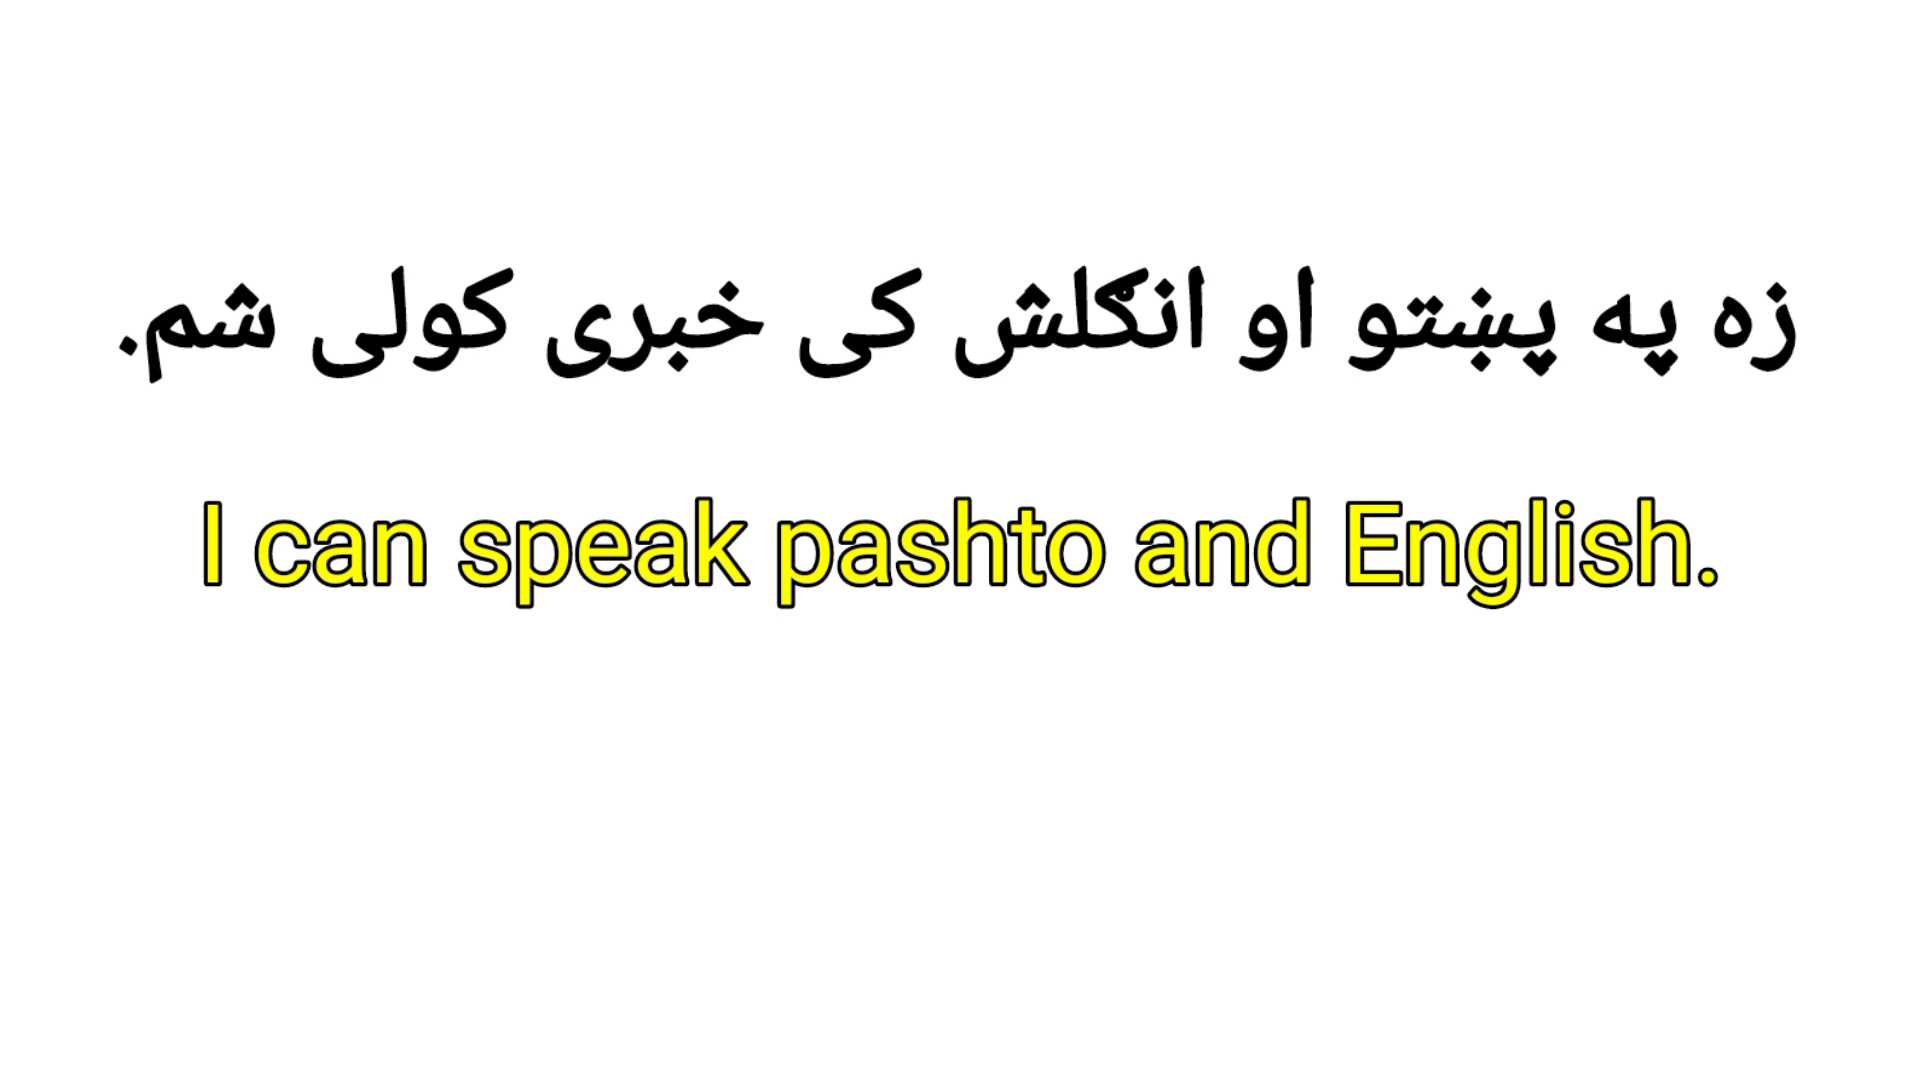 زه په پښتو او انګلش کی خبری کولی شم.
I can speak pashto and English.